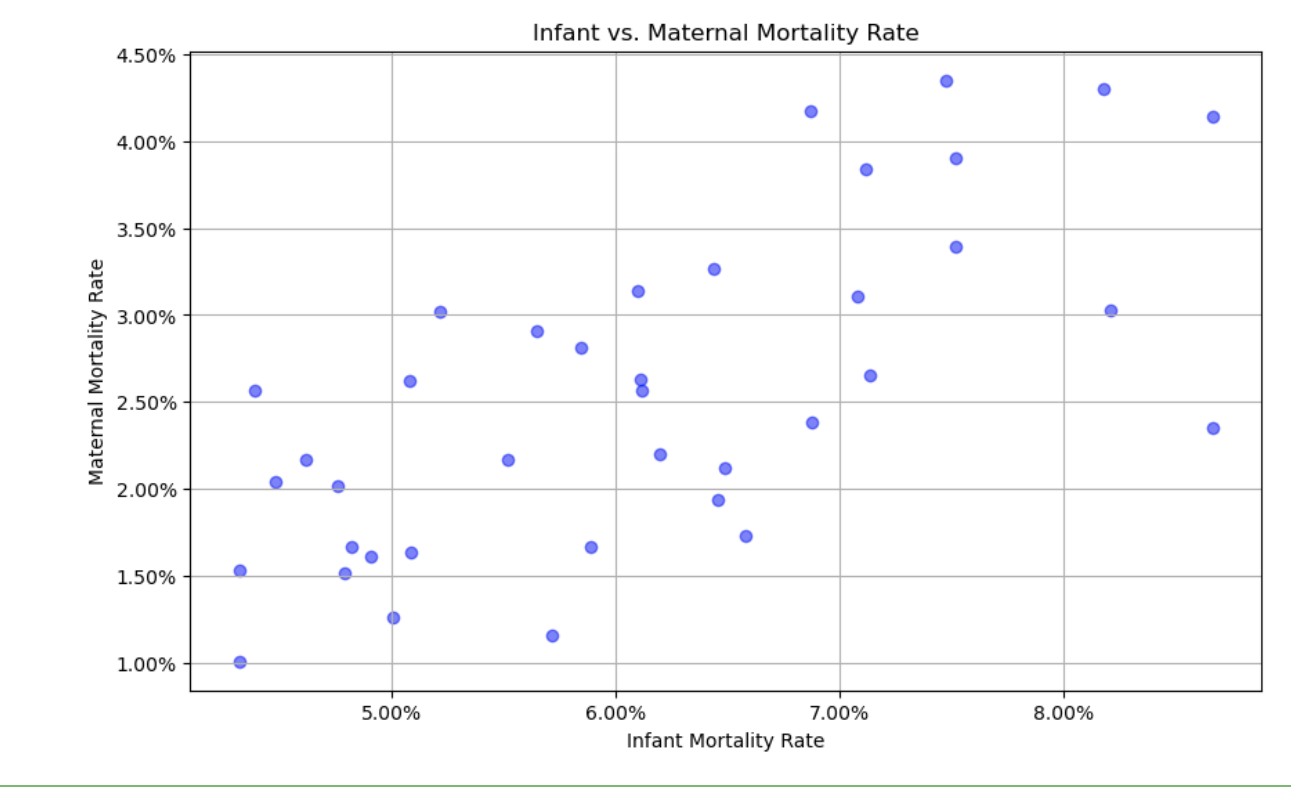 Infant vs. Maternal Mortality Rate
4.50%
4.00%
3.50%
3.00%
2.50%
2.00%
1.50%
1.00%
Maternal Mortality Rate
5.00% 6.00% 7.00% 8.00%
Infant Mortality Rate